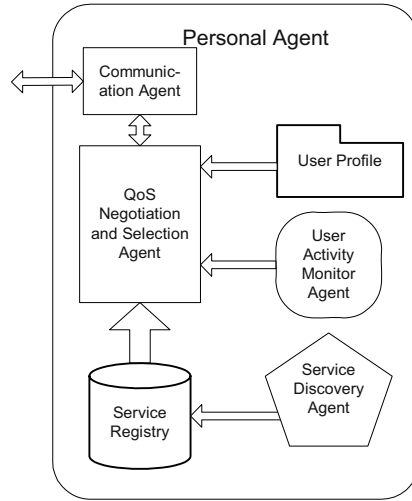 Personal Agent
Communic-
ation Agent
QoS
Negotiation
and Selection
Agent
User Profile
User
Activity
Monitor
Agent
Service
Discovery
Agent
Service
Registry